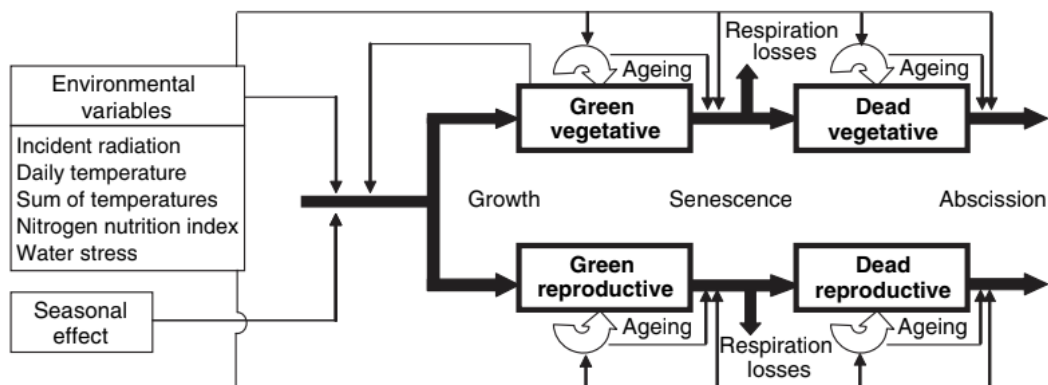 Environmental
variables
Incident radiation
Daily temperature
Sum of temperatures
Nitrogen nutrition index
Water stress
Seasonal
effect
Growth
Green
vegetative
Ageing
Respiration
losses
Dead
vegetative
Ageing
Senescence
Abscission
Green
reproductive
Ageing
Respiration
losses
Dead
reproductive
Ageing